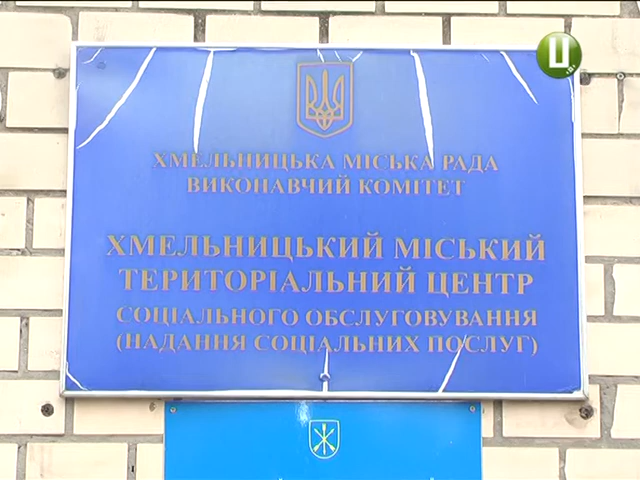 Ц
ХМЕЛЬНИЦЬКА МІСЬКА РАДА
ВИКОНАВЧИЙ КОМІТЕТ
ХМЕЛЬНИЦЬКИЙ МІСЬКИЙ
ТЕРИТОРІАЛЬНИЙ ЦЕНТР
СОЦІАЛЬНОГО ОБСЛУГОВУВАННЯ
(НАДАННЯ СОЦІАЛЬНИХ ПОСЛУГ)